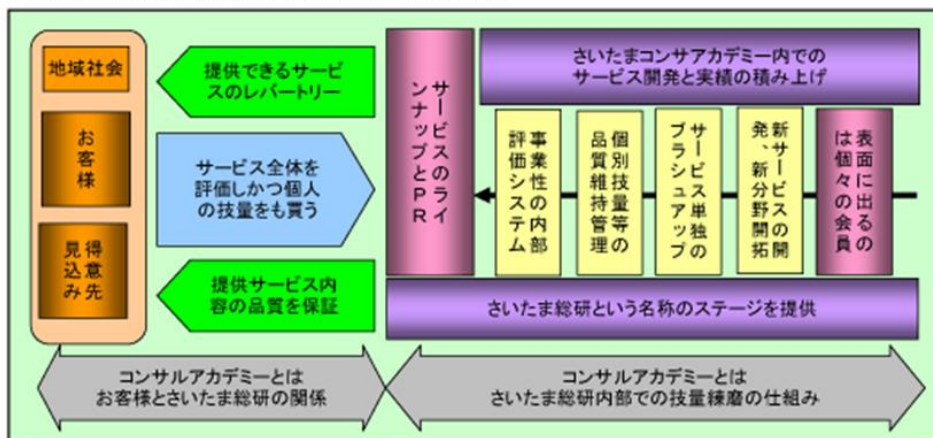 地域社会
お客様
得意先
見込み
提供できるサービ
スのレパートリー
サービス全体を
評価しかつ個人
の技量をも買う
提供サービス内
容の品質を保証
サービスのライ
ンナップとPR
さいたまコンサアカデミー内での
サービス開発と実績の積み上げ
事業性の内部
評価システム
個別技量等の
品質維持管理
サービス単独の
ブラシュアップ
新サービスの開
発、新分野開拓
表面に出るの
は個々の会員
さいたま総研という名称のステージを提供
コンサルアカデミーとは
お客様とさいたま総研の関係
コンサルアカデミーとは
さいたま総研内部での技量練磨の仕組み